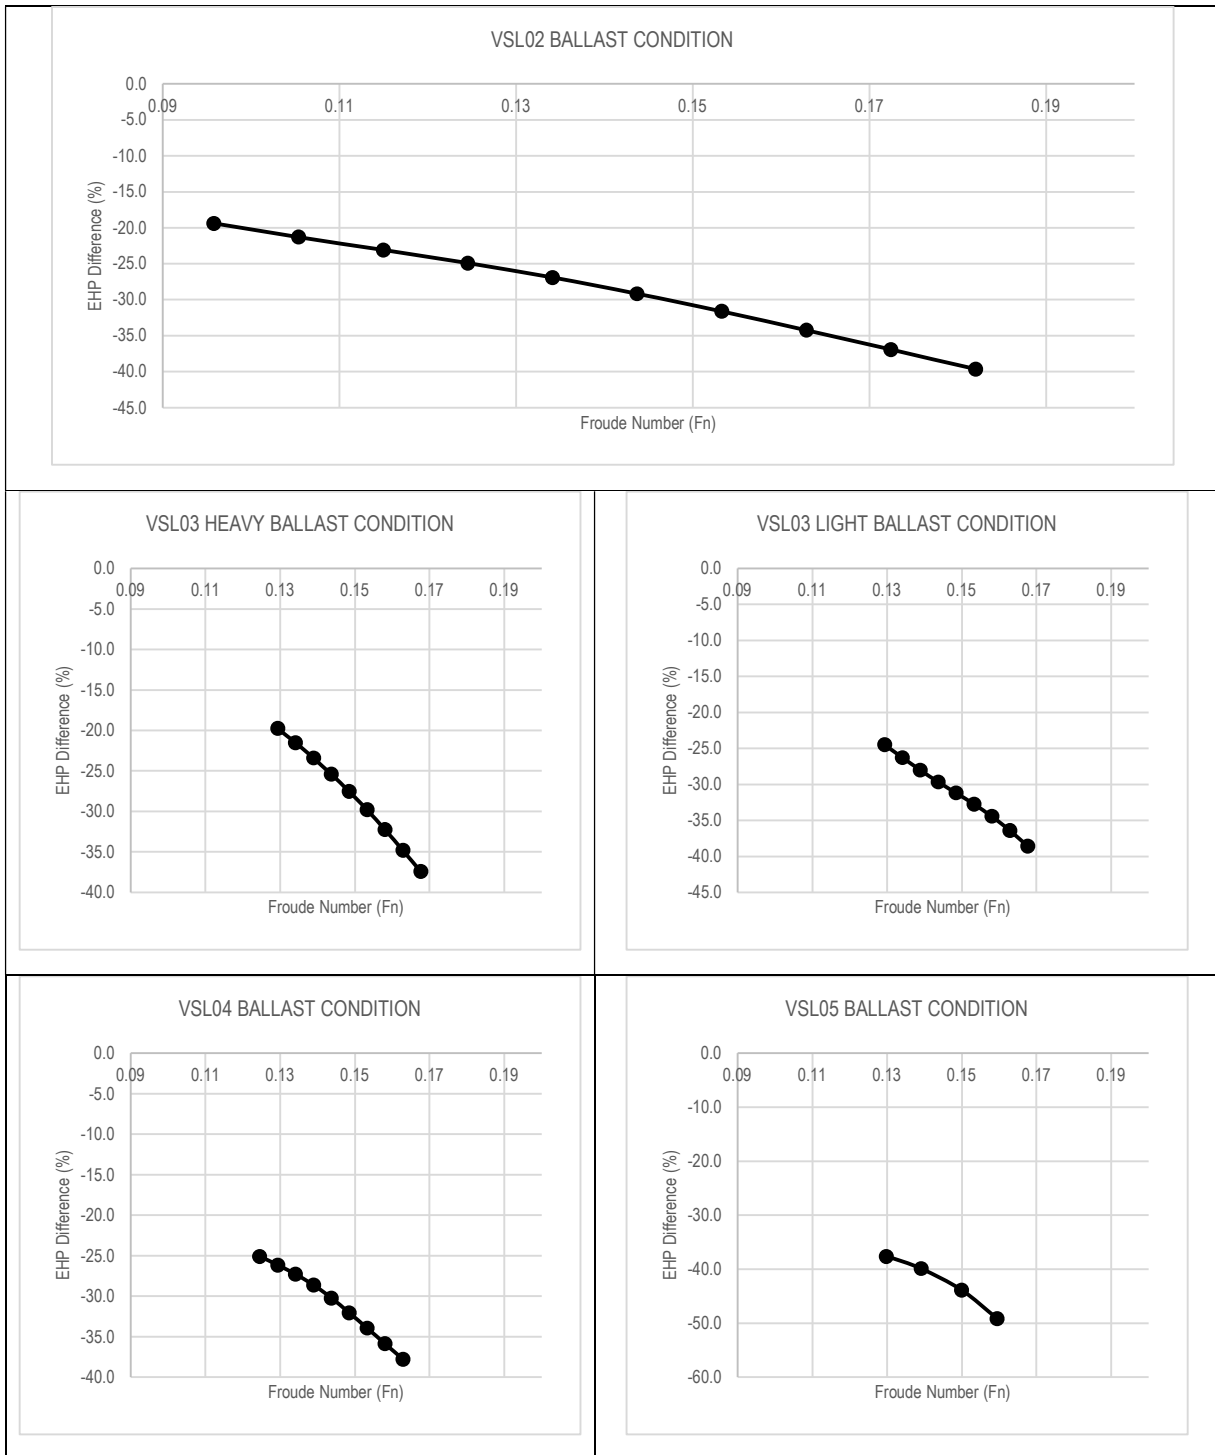 VSL02 BALLAST CONDITION
0.0
0.09 0.11 0.13 0.15 0.17 0.19
-5.0
-10.0
-15.0
-20.0
-25.0
-30.0
-35.0
-40.0
-45.0
EHP Difference (%)
Froude Number (Fn)
VSL03 HEAVY BALLAST CONDITION
0.0
0.09 0.11 0.13 0.15 0.17 0.19
-5.0
-10.0
-15.0
-20.0
-25.0
-30.0
-35.0
-40.0
EHP Difference (%)
Froude Number (Fn)
VSL03 LIGHT BALLAST CONDITION
0.0
0.09 0.11 0.13 0.15 0.17 0.19
-5.0
-10.0
-15.0
-20.0
-25.0
-30.0
-35.0
-40.0
-45.0
EHP Difference (%)
Froude Number (Fn)
VSL04 BALLAST CONDITION
0.0
0.09 0.11 0.13 0.15 0.17 0.19
-5.0
-10.0
-15.0
-20.0
-25.0
-30.0
-35.0
-40.0
EHP Difference (%)
Froude Number (Fn)
VSL05 BALLAST CONDITION
0.0
0.09 0.11 0.13 0.15 0.17 0.19
-10.0
-20.0
-30.0
-40.0
-50.0
-60.0
EHP Difference (%)
Froude Number (Fn)